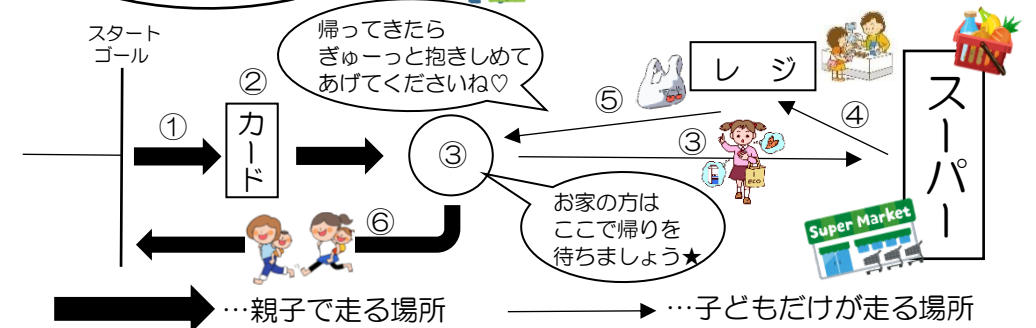 スタート
ゴール
帰ってきたら
ぎゅーっと抱きしめて
あげてくださいね♡
①
②
カード
③
レ　ジ
⑤
④
③
スーパー
お家の方は
ここで帰りを
待ちましょう★
⑥
Super Market
…親子で走る場所
…子どもだけが走る場所